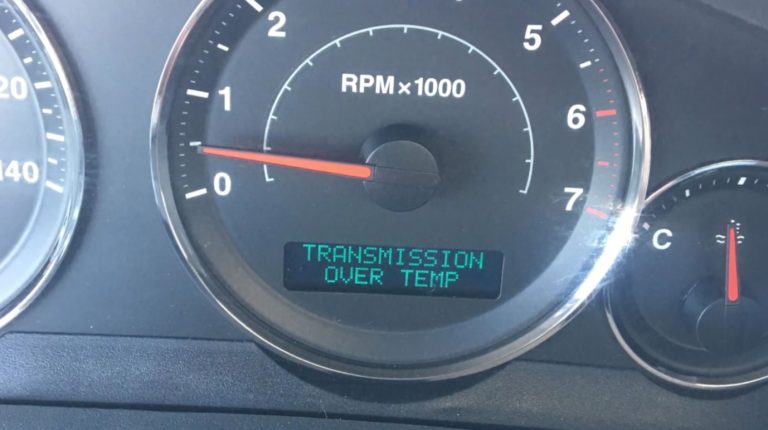 2
5
RPM×1000
20
1
6
140
0
7
C
TRANSMISSION
OVER TEMP